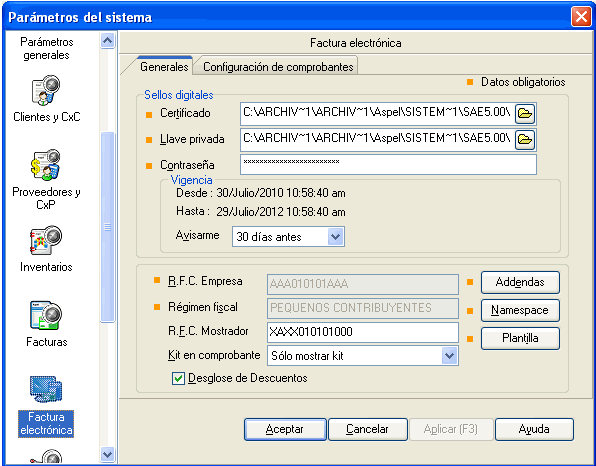 Parámetros del sistema
Parámetros
generales
Clientes y CxC
Proveedores y
CxP
Inventarios
Facturas
Factura
electrónica
Factura electrónica
Generales
Configuración de comprobantes
Datos obligatorios
Sellos digitales
Certificado
C:\ARCHIV~1\ARCHIV~1\Aspel\SISTEM~1\SAE5.00\
Llave privada
C:\ARCHIV~1\ARCHIV~1\Aspel\SISTEM~1\SAE5.00\
Contraseña
Vigencia
Desde : 30/Julio/2010 10:58:40 am
Hasta : 29/Julio/2012 10:58:40 am
Avisarme
30 días antes
R.F.C. Empresa
AAA010101AAA
Addendas
Régimen fiscal
PEQUENOS CONTRIBUYENTES
Namespace
R.F.C. Mostrador
XAXX010101000
Plantilla
Kit en comprobante
Sólo mostrar kit
Desglose de Descuentos
Aceptar
Cancelar
Aplicar (F3)
Ayuda